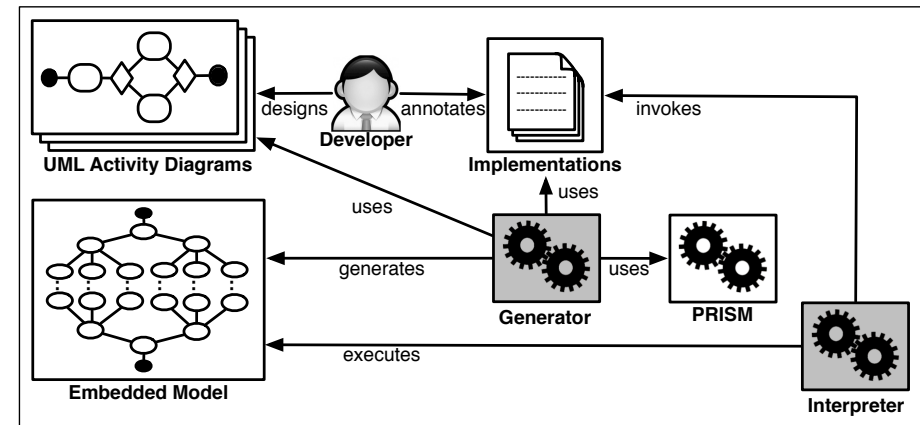 designs
annotates
invokes
Developer
UML Activity Diagrams
Implementations
uses
uses
generates
uses
Generator
PRISM
executes
Embedded Model
Interpreter